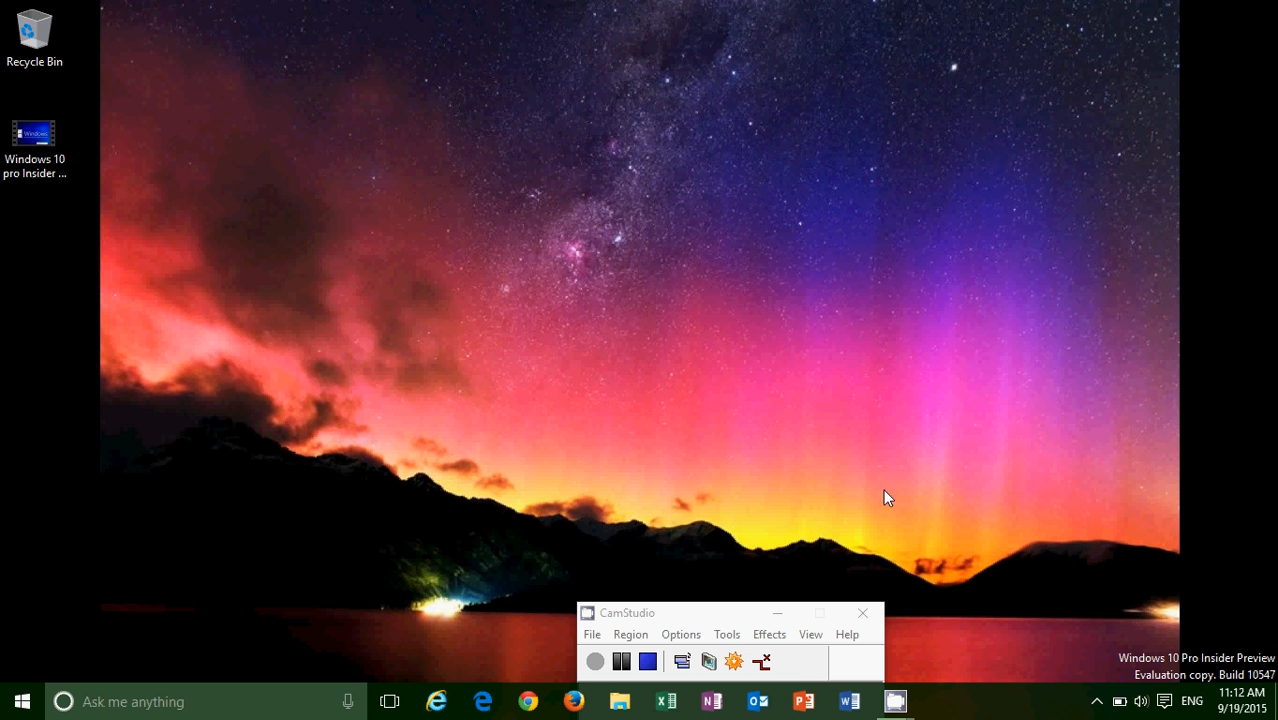 Recycle Bin
Windows 10
pro Insider ...
CamStudio
File Region Options Tools Effects View Help
Windows 10 Pro Insider Preview
Evaluation copy. Build 10547
Ask me anything
ENG
11:12 AM
9/19/2015